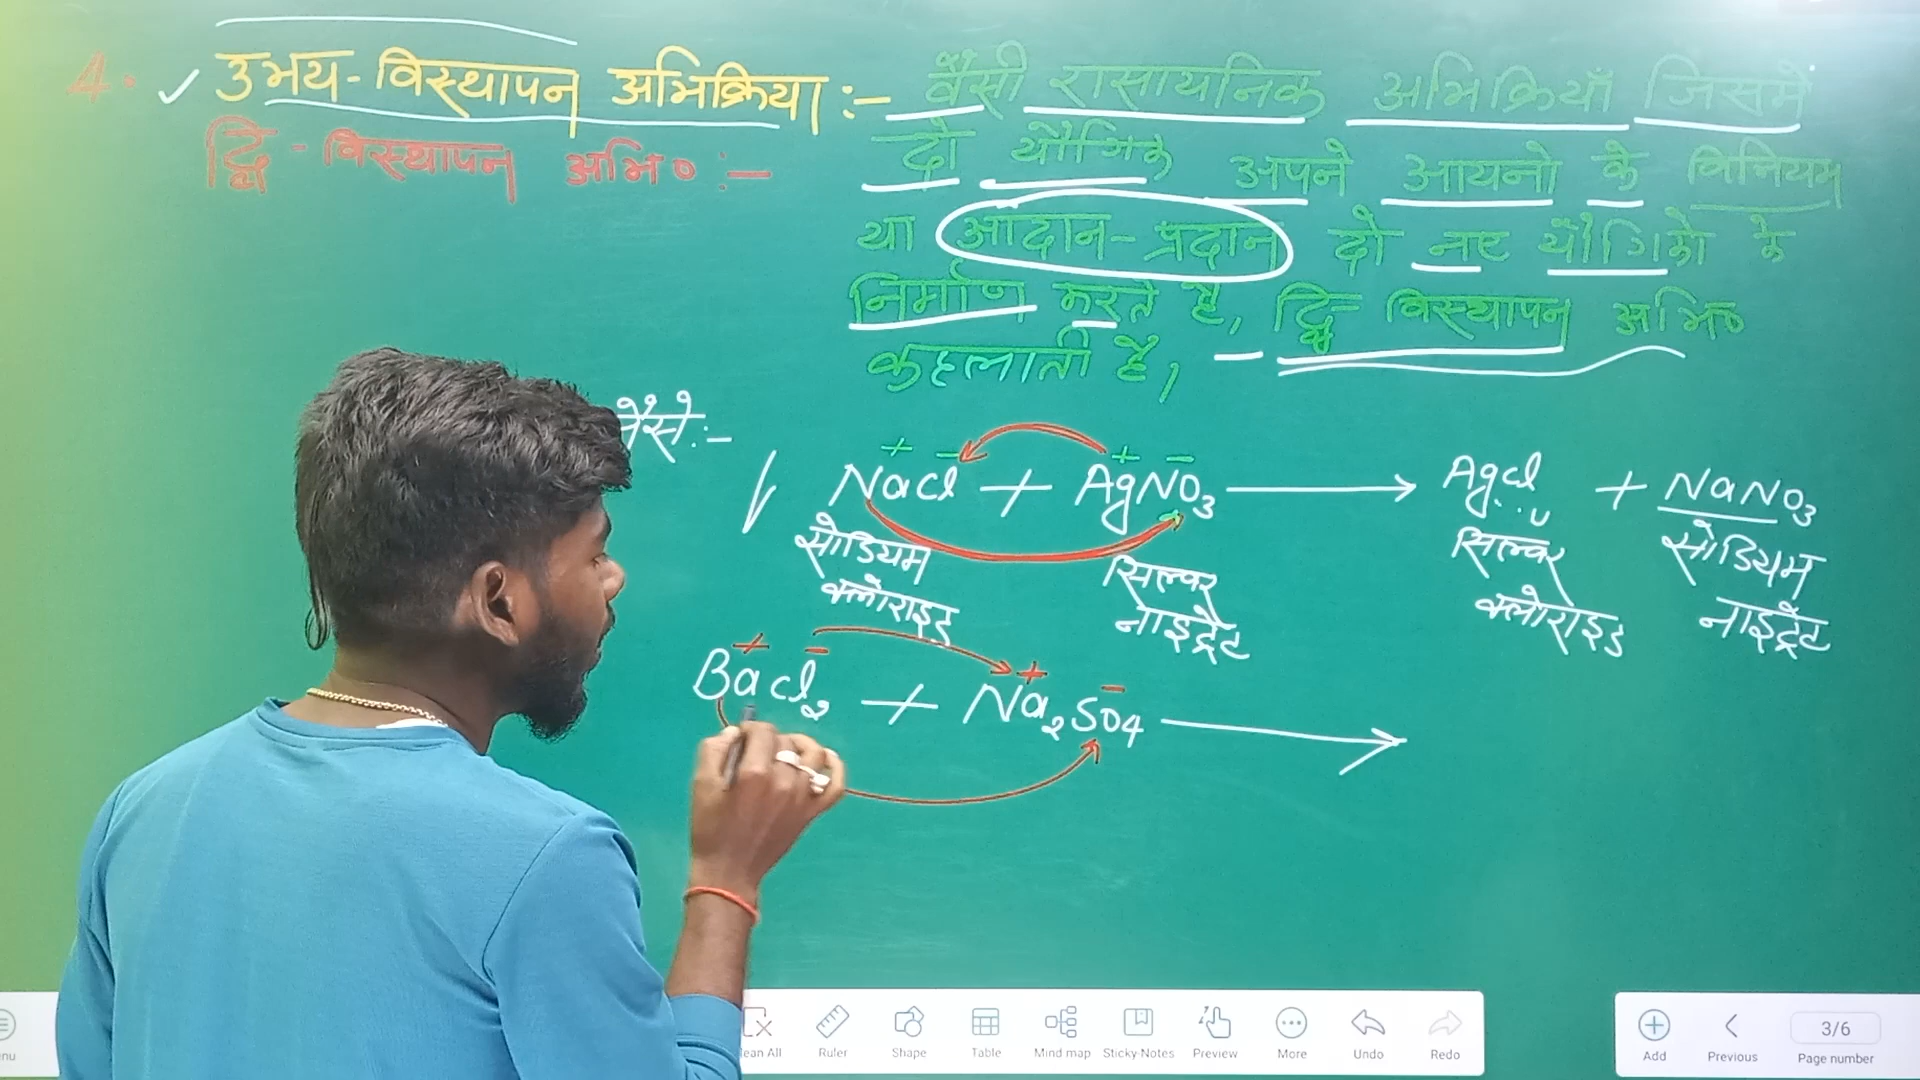 4. ✓ उभय-विस्थापन अभिक्रिया :- वैसी रासायनिक अभिक्रियाँ जिसमें
द्वि-विस्थापन अभि० :- दो यौगिक अपने आयनो के विनियम
या आदान-प्रदान दो नए यौगिको के
निर्माण करते है, द्वि विस्थापन अभि०
कहलाती है,
जैसे:-
+ - + -
NaCl + AgNO3 → AgCl + NaNO3
सोडियम क्लोराइड सिल्वर नाइट्रेट सिल्वर क्लोराइड सोडियम नाइट्रेट
+ - + -
BaCl2 + Na2SO4 →
Ruler Shape Table Mind map Sticky Notes Preview More Undo Redo
Add Previous 3/6 Page number